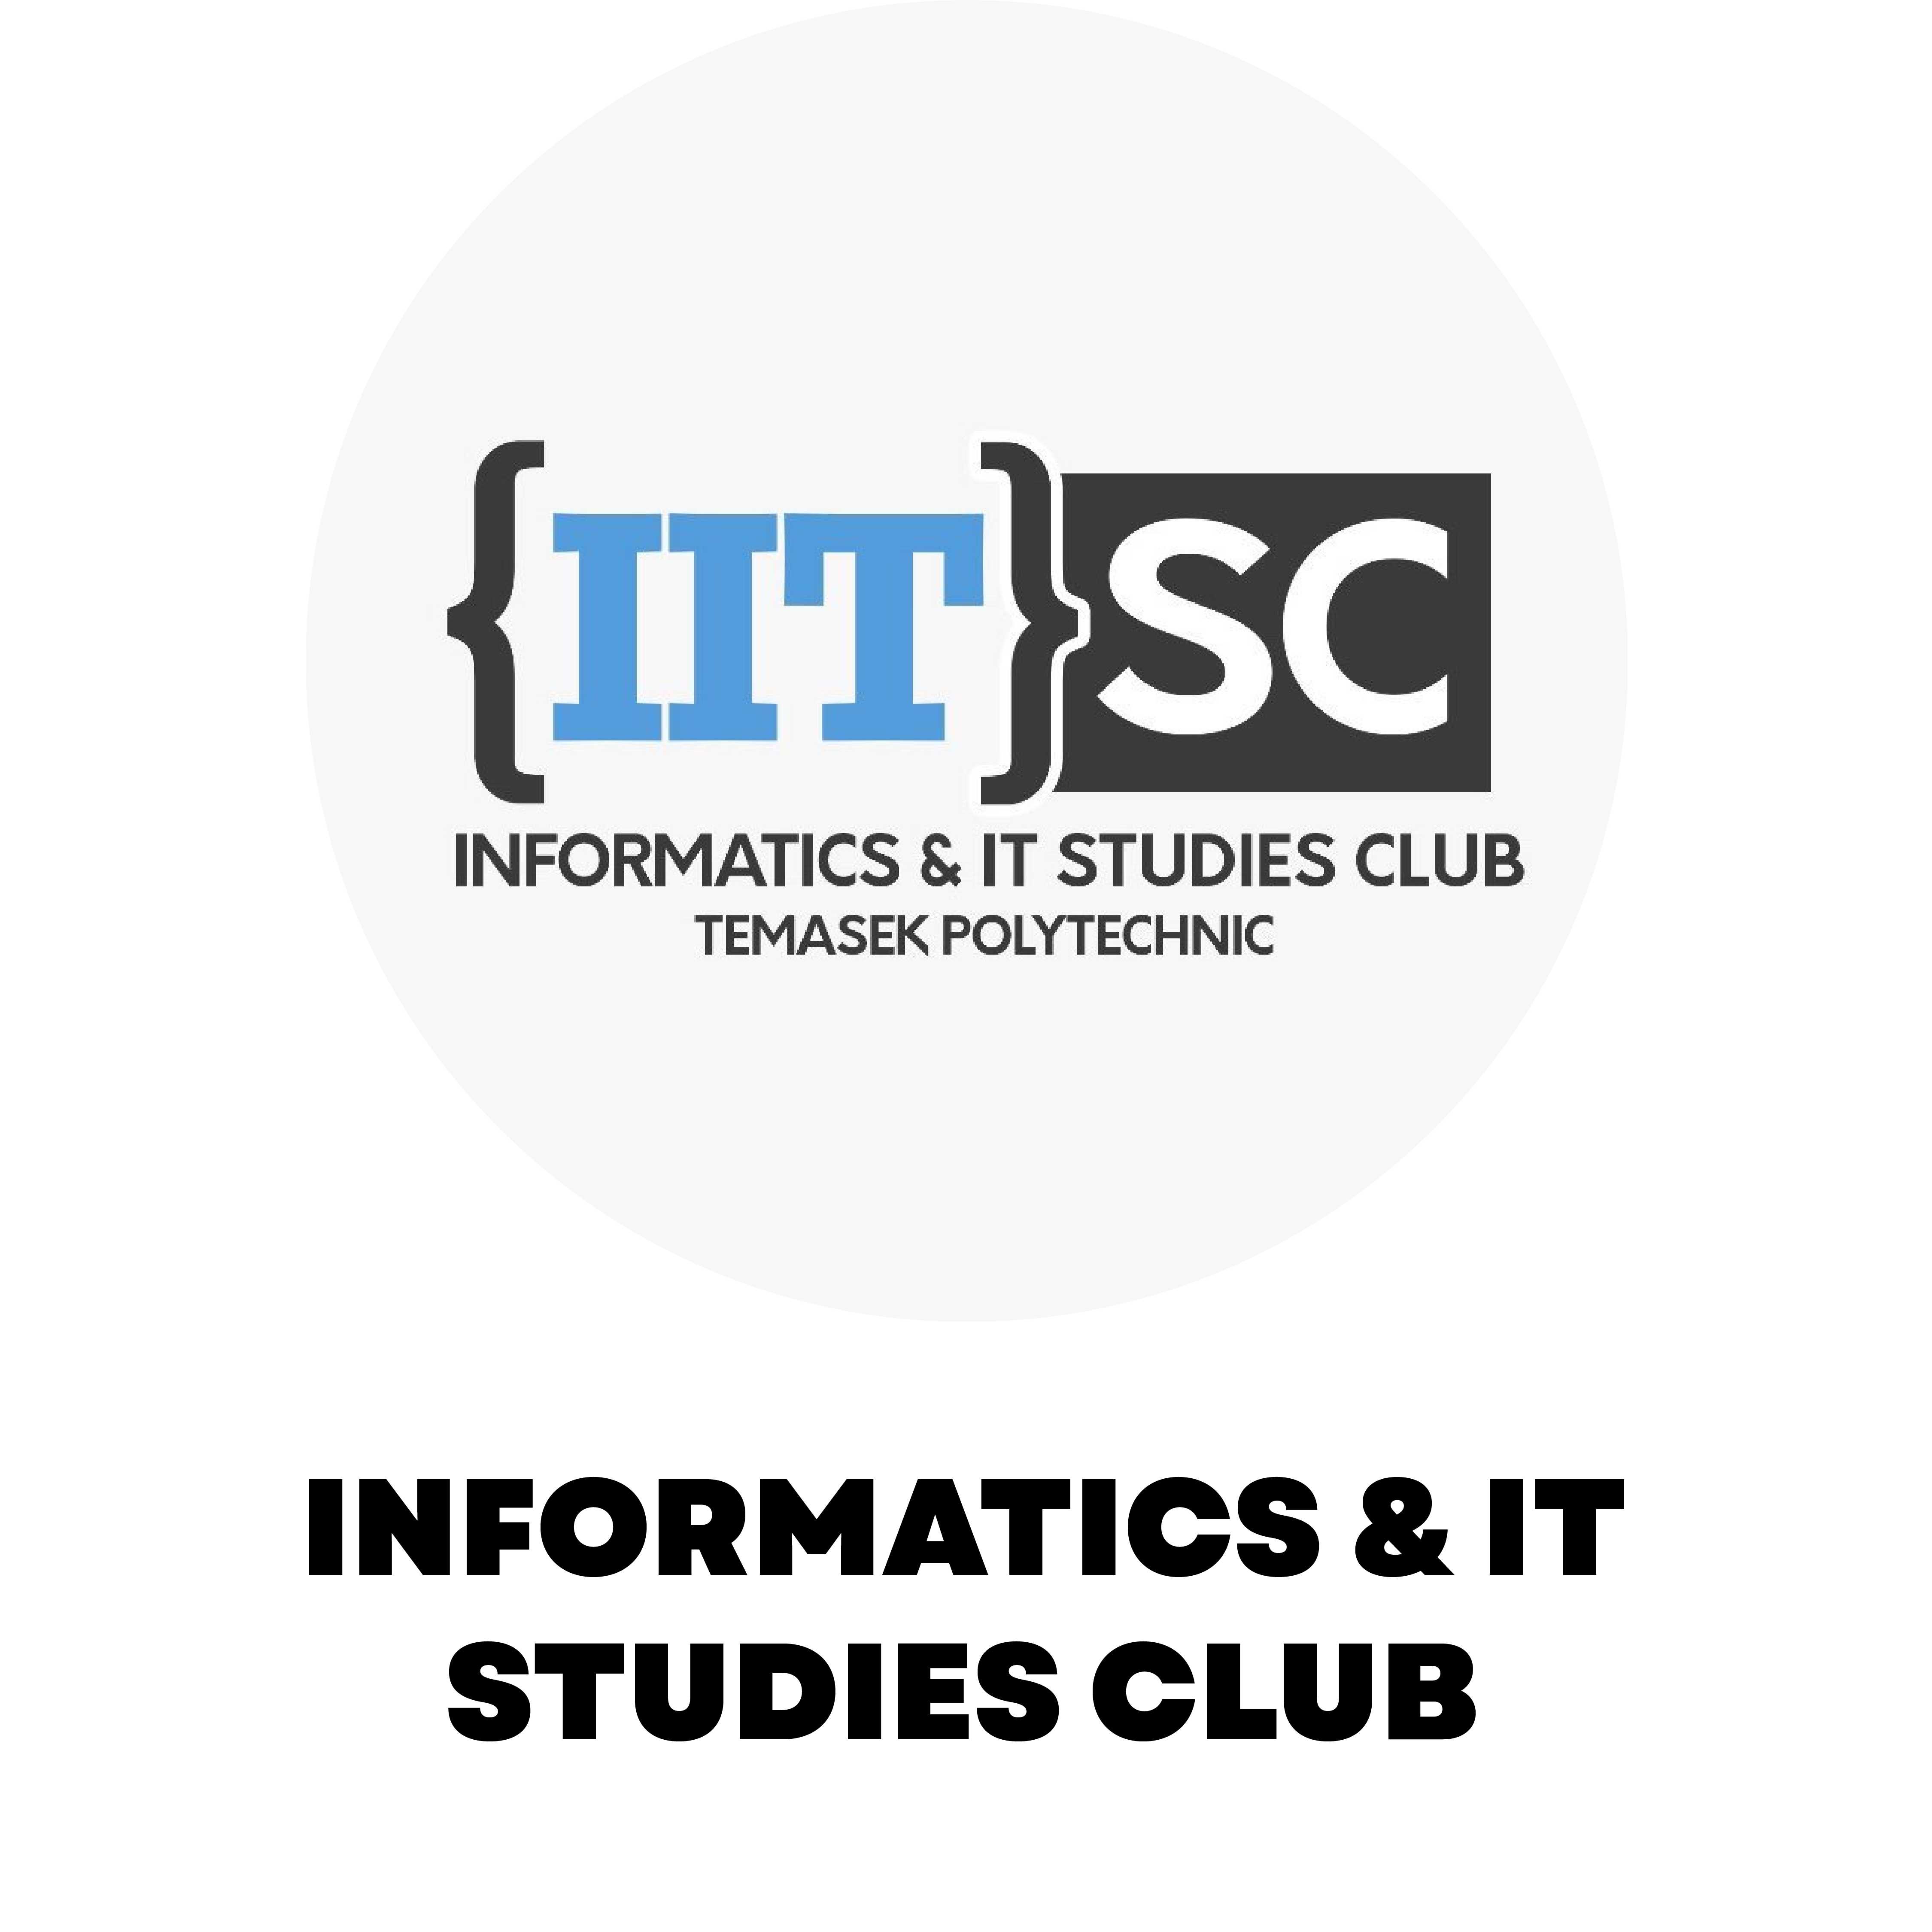 {IIT}SC
INFORMATICS & IT STUDIES CLUB
TEMASEK POLYTECHNIC
INFORMATICS & IT
STUDIES CLUB